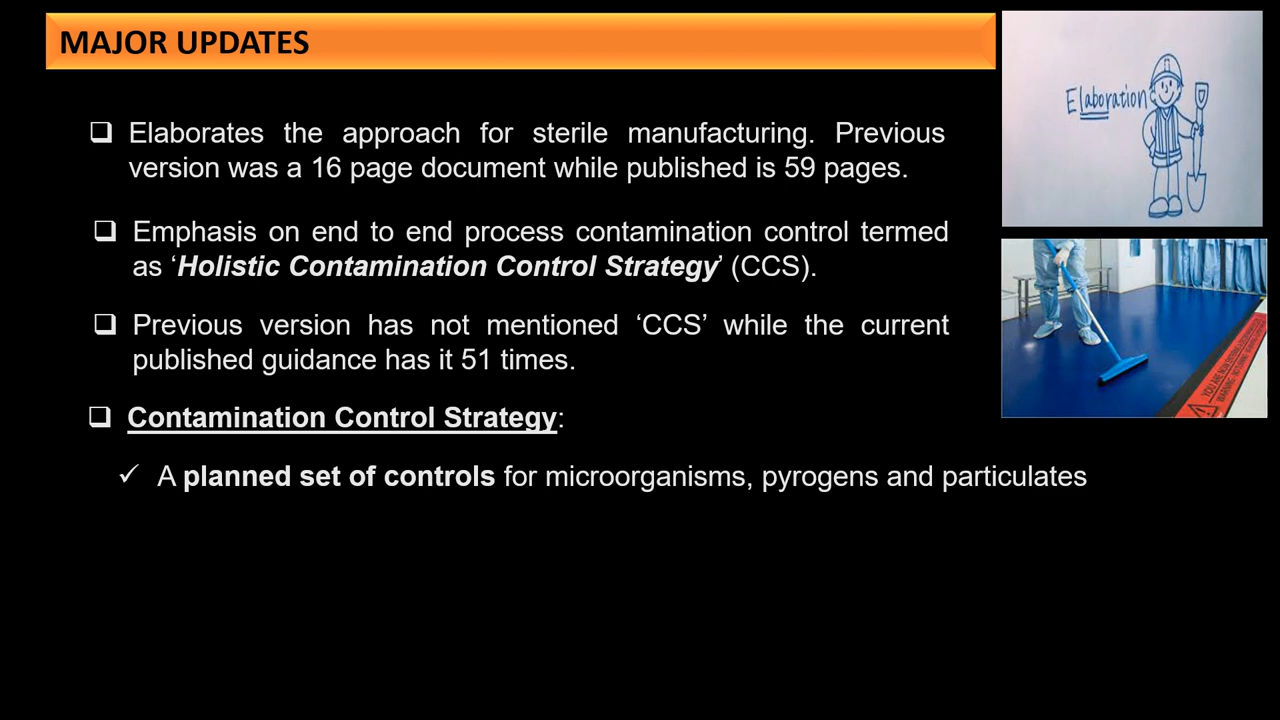 MAJOR UPDATES
Elaboration
❑ Elaborates the approach for sterile manufacturing. Previous
version was a 16 page document while published is 59 pages.
❑ Emphasis on end to end process contamination control termed
as ‘Holistic Contamination Control Strategy’ (CCS).
❑ Previous version has not mentioned ‘CCS’ while the current
published guidance has it 51 times.
❑ Contamination Control Strategy:
✓ A planned set of controls for microorganisms, pyrogens and particulates